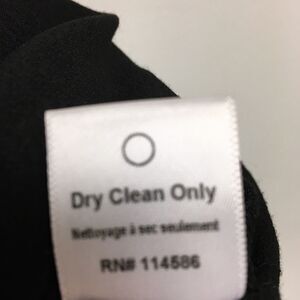 Dry Clean Only
Nettoyage à sec seulement
RN# 114586